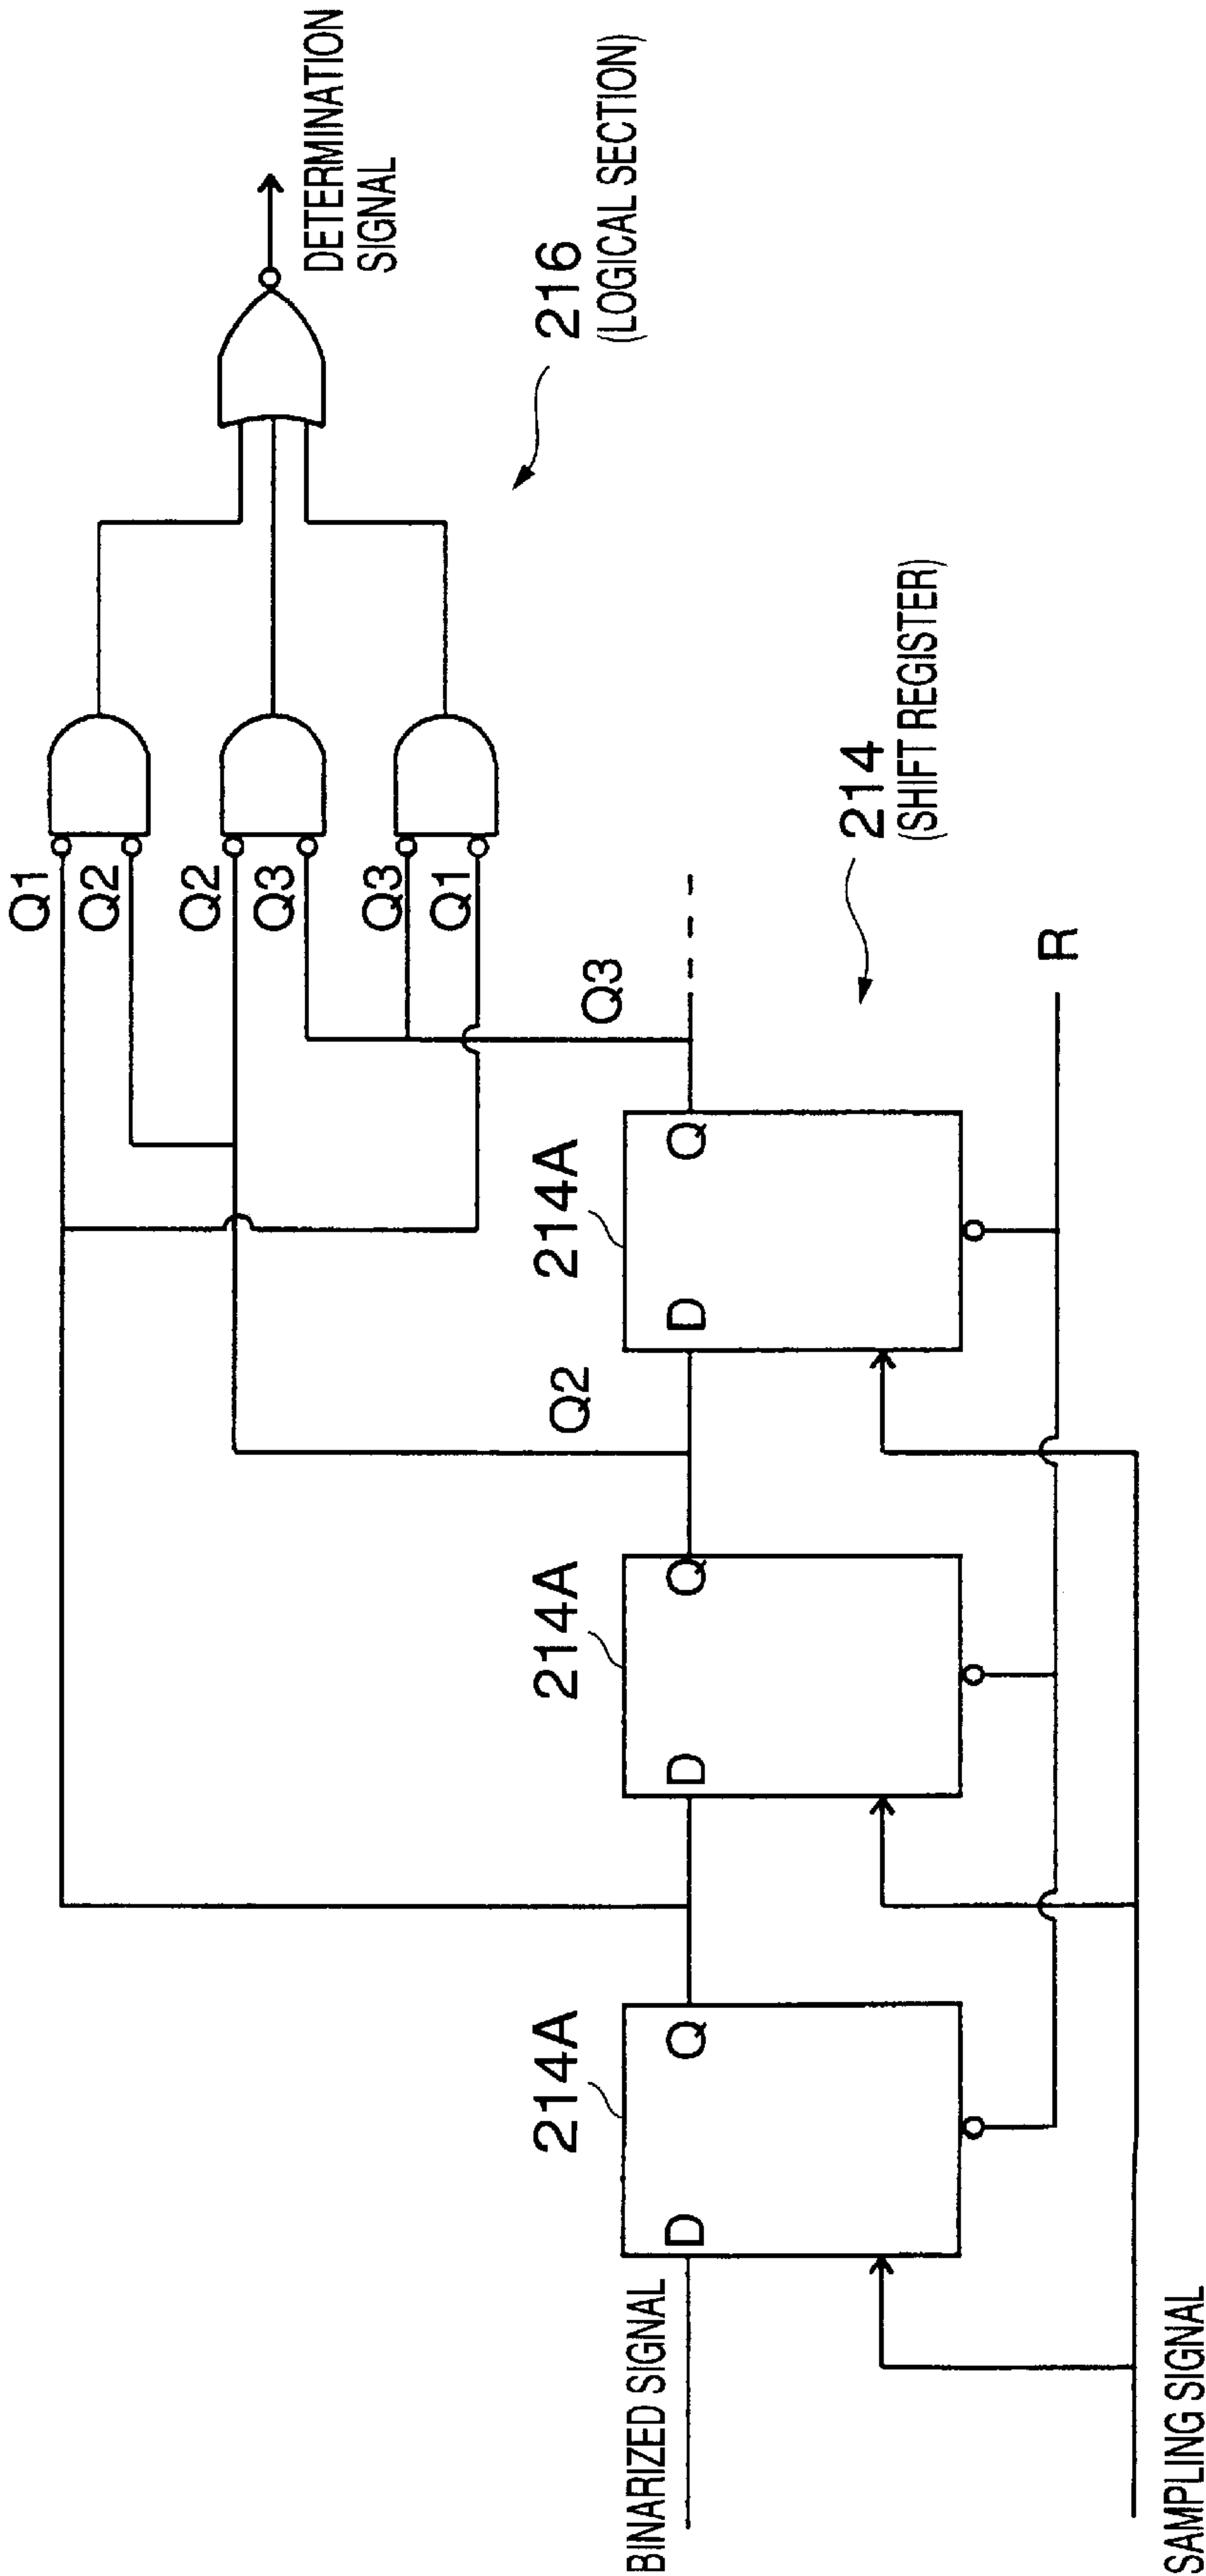 DETERMINATION
SIGNAL
216
(LOGICAL SECTION)
Q1
Q2
Q2
Q3
Q3
Q1
214
(SHIFT REGISTER)
Q3
R
Q2
214A
D
Q
214A
D
Q
214A
D
Q
BINARIZED SIGNAL
SAMPLING SIGNAL